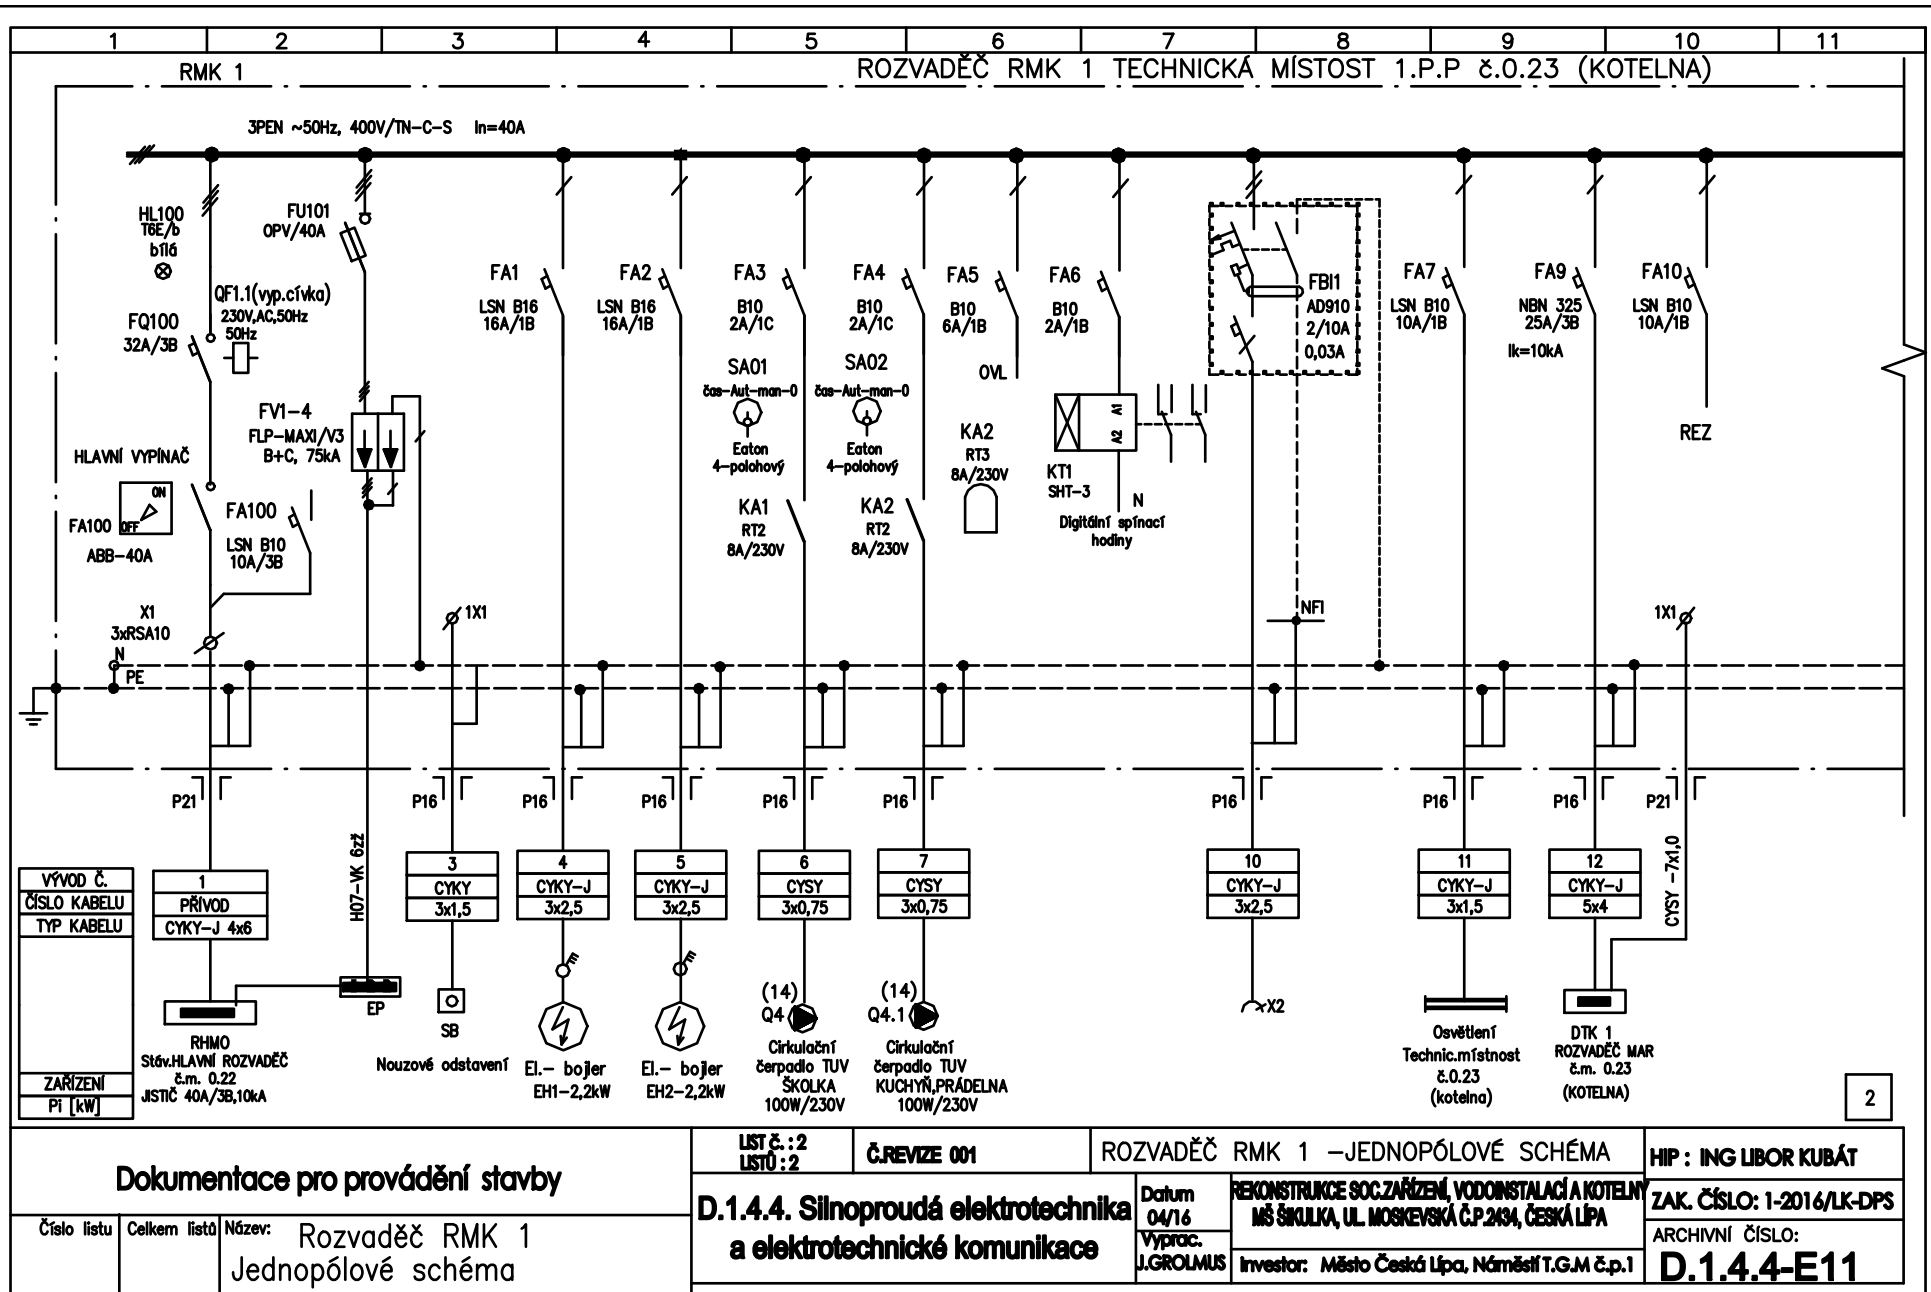 1 2 3 4 5 6 7 8 9 10 11
RMK 1
ROZVADĚČ RMK 1 TECHNICKÁ MÍSTOST 1.P.P č.0.23 (KOTELNA)
3PEN ~50Hz, 400V/TN-C-S In=40A
HL100
T6E/b
bílá
QF1.1(vyp.cívka)
230V,AC,50Hz
50Hz
FQ100
32A/3B
HLAVNÍ VYPÍNAČ
ON
OFF
FA100
ABB-40A
FA100
LSN B10
10A/3B
X1
3xRSA10
N
PE
FU101
OPV/40A
FV1-4
FLP-MAXI/V3
B+C, 75kA
1X1
FA1
LSN B16
16A/1B
FA2
LSN B16
16A/1B
FA3
B10
2A/1C
SA01
čas-Aut-man-0
Eaton
4-polohový
KA1
RT2
8A/230V
FA4
B10
2A/1C
SA02
čas-Aut-man-0
Eaton
4-polohový
KA2
RT2
8A/230V
FA5
B10
6A/1B
OVL
KA2
RT3
8A/230V
FA6
B10
2A/1B
A1
A2
KT1
SHT-3
N
Digitální spínací
hodiny
FBI1
AD910
2/10A
0,03A
NFI
FA7
LSN B10
10A/1B
FA9
NBN 325
25A/3B
Ik=10kA
FA10
LSN B10
10A/1B
REZ
1X1
P21 P16 P16 P16 P16 P16 P16 P16 P16 P21
H07-VK 6zž
CYSY -7x1,0
VÝVOD Č.
ČÍSLO KABELU
TYP KABELU
ZAŘÍZENÍ
Pi [kW]
1
PŘÍVOD
CYKY-J 4x6
3
CYKY
3x1,5
4
CYKY-J
3x2,5
5
CYKY-J
3x2,5
6
CYSY
3x0,75
7
CYSY
3x0,75
10
CYKY-J
3x2,5
11
CYKY-J
3x1,5
12
CYKY-J
5x4
RHMO
Stáv.HLAVNÍ ROZVADĚČ
č.m. 0.22
JISTIČ 40A/3B,10kA
EP
SB
Nouzové odstavení
El.- bojler
EH1-2,2kW
El.- bojler
EH2-2,2kW
(14)
Q4
Cirkulační
čerpadlo TUV
ŠKOLKA
100W/230V
(14)
Q4.1
Cirkulační
čerpadlo TUV
KUCHYŇ,PRÁDELNA
100W/230V
X2
Osvětlení
Technic.místnost
č.0.23
(kotelna)
DTK 1
ROZVADĚČ MAR
č.m. 0.23
(KOTELNA)
2
Dokumentace pro provádění stavby
Číslo listu
Celkem listů
Název:
Rozvaděč RMK 1
Jednopólové schéma
LIST č. : 2
LISTŮ : 2
Č.REVIZE 001
ROZVADĚČ RMK 1 -JEDNOPÓLOVÉ SCHÉMA
D.1.4.4. Silnoproudá elektrotechnika
a elektrotechnické komunikace
Datum
04/16
Vyprac.
J.GROLMUS
REKONSTRUKCE SOC.ZAŘÍZENÍ, VODOINSTALACÍ A KOTELNY
MŠ ŠIKULKA, UL. MOSKEVSKÁ Č.P.2434, ČESKÁ LÍPA
Investor: Město Česká Lípa, Náměstí T.G.M č.p.1
HIP : ING LIBOR KUBÁT
ZAK. ČÍSLO: 1-2016/LK-DPS
ARCHIVNÍ ČÍSLO:
D.1.4.4-E11